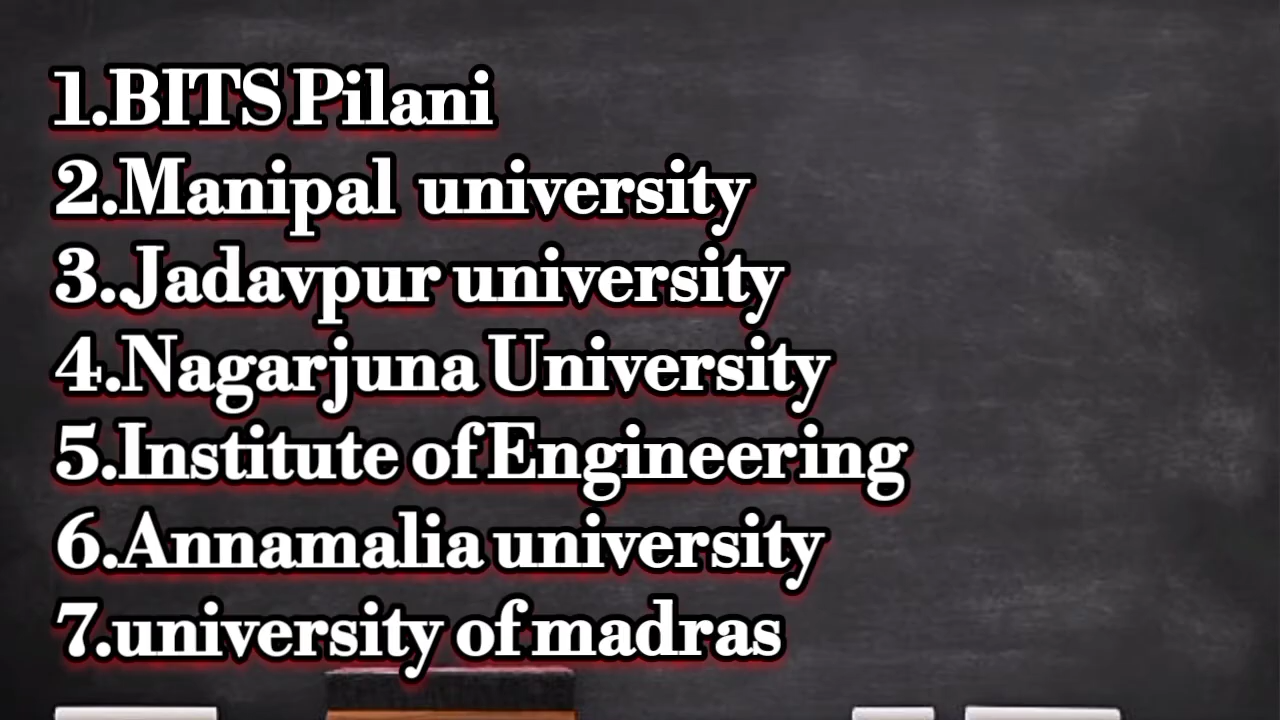 1.BITS Pilani
2.Manipal university
3..Jadavpur university
4.Nagarjuna University
5.Institute of Engineering
6.Annamalia university
7.university of madras